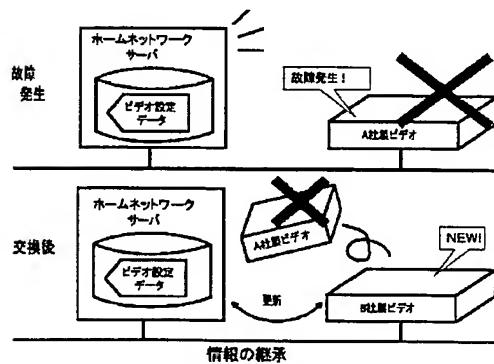 ホームネットワーク
サーバ
故障
発生
ビデオ設定
データ
故障発生!
A社製ビデオ
ホームネットワーク
サーバ
交換後
ビデオ設定
データ
A社製ビデオ
NEW!
更新
B社製ビデオ
情報の継承